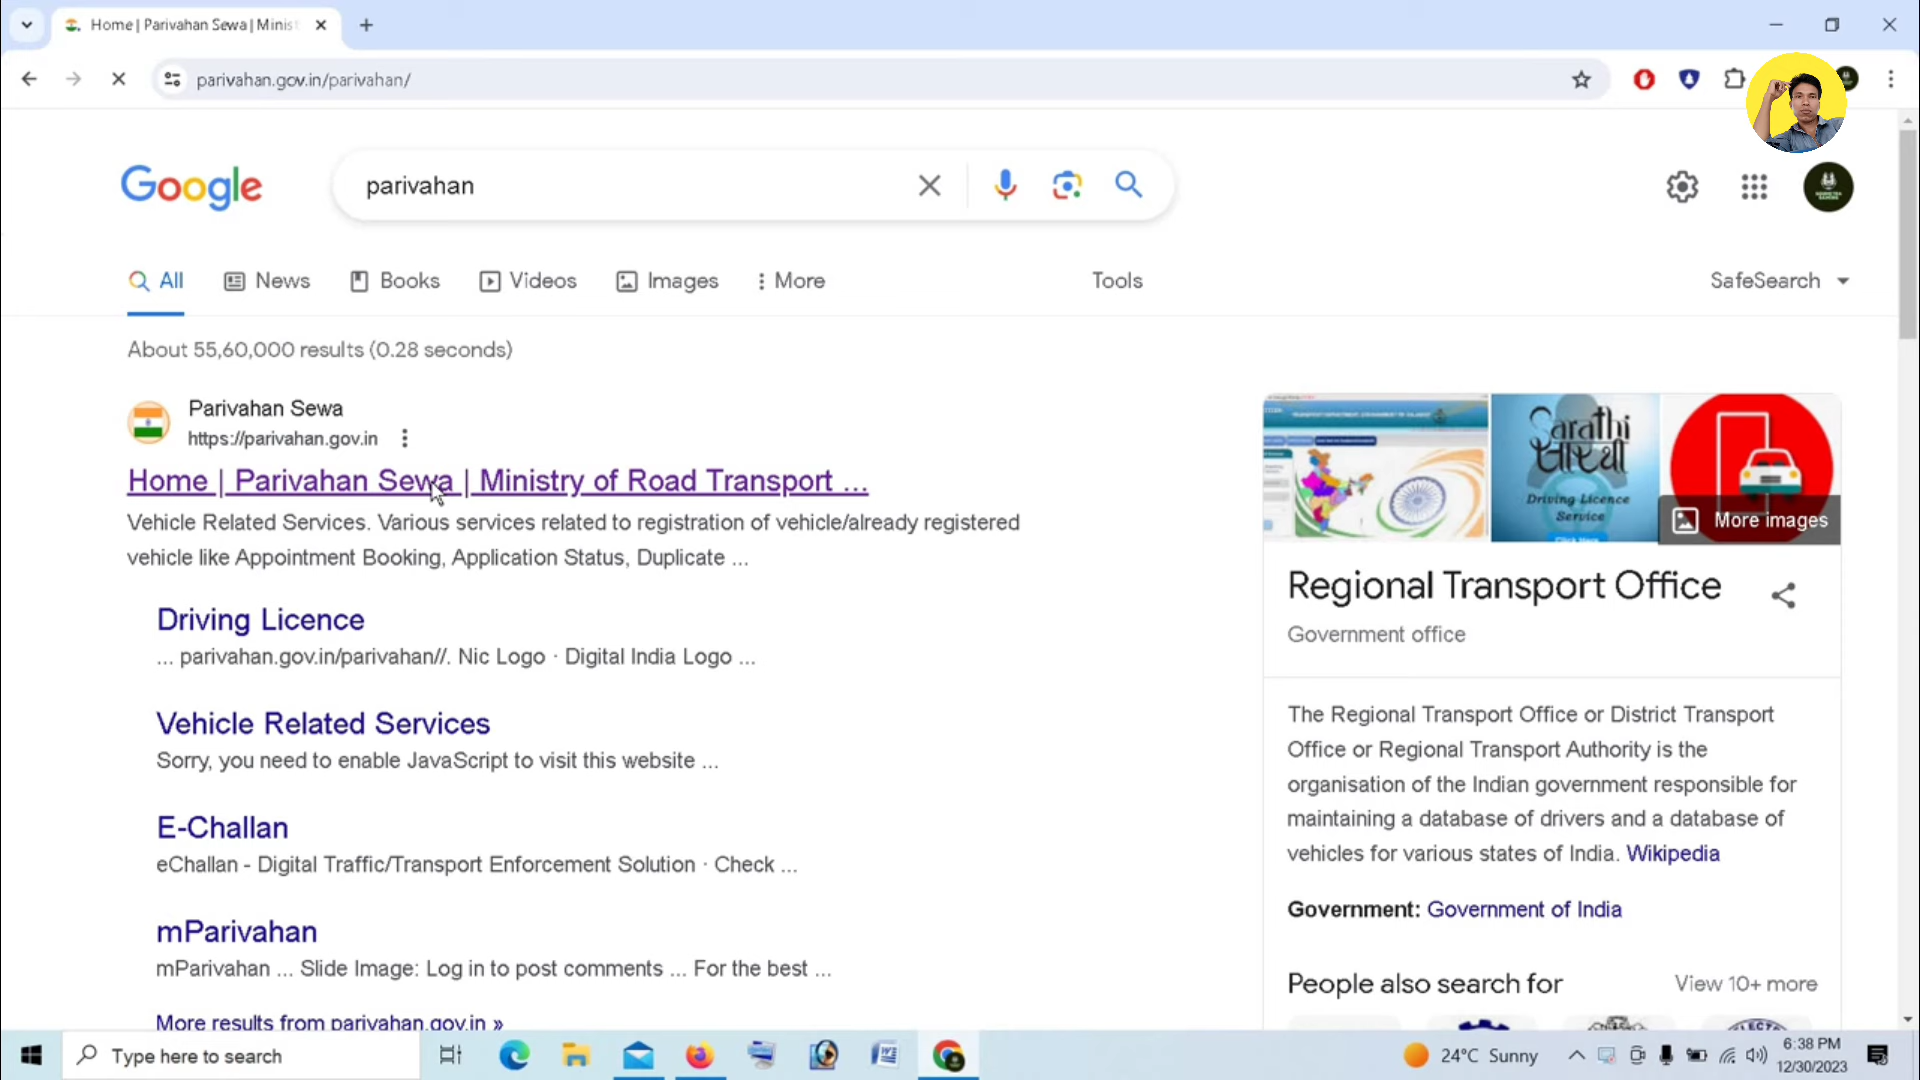 Home | Parivahan Sewa | Minis
parivahan.gov.in/parivahan/
Google
parivahan
All
News
Books
Videos
Images
More
Tools
SafeSearch
About 55,60,000 results (0.28 seconds)
Parivahan Sewa
https://parivahan.gov.in
Home | Parivahan Sewa | Ministry of Road Transport ...
Vehicle Related Services. Various services related to registration of vehicle/already registered
vehicle like Appointment Booking, Application Status, Duplicate ...
Driving Licence
... parivahan.gov.in/parivahan//. Nic Logo · Digital India Logo ...
Vehicle Related Services
Sorry, you need to enable JavaScript to visit this website ...
E-Challan
eChallan - Digital Traffic/Transport Enforcement Solution · Check ...
mParivahan
mParivahan ... Slide Image: Log in to post comments ... For the best ...
More results from parivahan.gov.in »
Sarathi
सारथी
Driving Licence
Service
Click Here
More images
Regional Transport Office
Government office
The Regional Transport Office or District Transport
Office or Regional Transport Authority is the
organisation of the Indian government responsible for
maintaining a database of drivers and a database of
vehicles for various states of India. Wikipedia
Government: Government of India
People also search for
View 10+ more
Type here to search
24°C Sunny
6:38 PM
12/30/2023